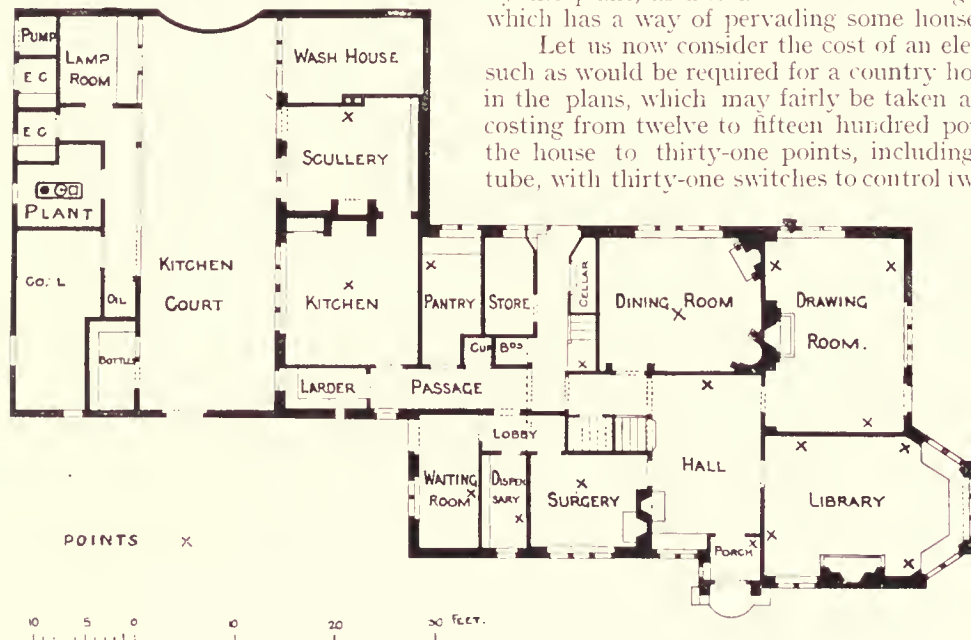 which has a way of pervading some house
Let us now consider the cost of an ele
such as would be required for a country ho
in the plans, which may fairly be taken a
costing from twelve to fifteen hundred po
the house to thirty-one points, including
tube, with thirty-one switches to control tw
PUMP
E C
LAMP
ROOM
WASH HOUSE
E C
SCULLERY
PLANT
KITCHEN
COURT
OIL
BOTTLES
KITCHEN
PANTRY
STORE
CELLAR
DINING ROOM
DRAWING
ROOM.
CUP
BDS
LARDER
PASSAGE
LOBBY
WAITING
ROOM
DISPEN
SARY
SURGERY
HALL
LIBRARY
PORCH
POINTS X
10 5 0 10 20 30 FEET.